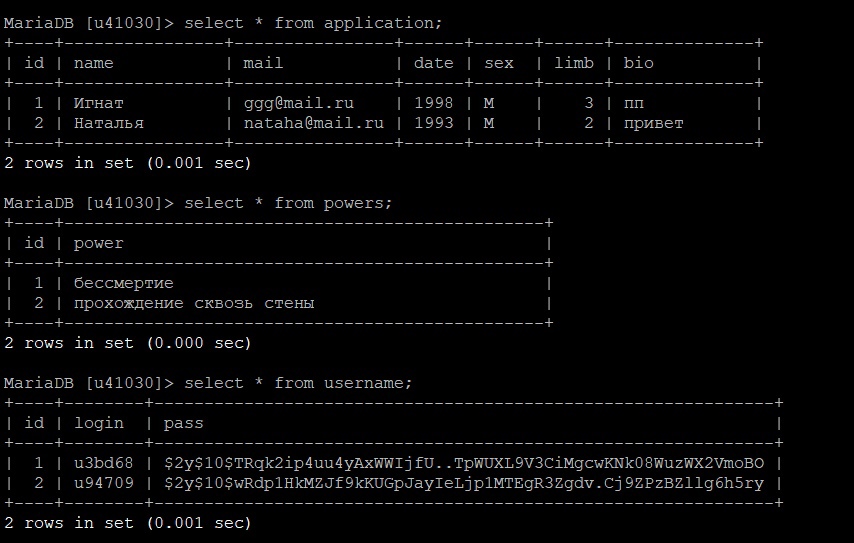 MariaDB [u41030]> select * from application;
+----+----------------+----------------+------+------+------+--------------+
| id | name           | mail           | date | sex  | limb | bio          |
+----+----------------+----------------+------+------+------+--------------+
|  1 | Игнат          | ggg@mail.ru    | 1998 | M    |    3 | пп           |
|  2 | Наталья        | nataha@mail.ru | 1993 | M    |    2 | привет       |
+----+----------------+----------------+------+------+------+--------------+
2 rows in set (0.001 sec)
MariaDB [u41030]> select * from powers;
+----+------------------------------------------------+
| id | power                                          |
+----+------------------------------------------------+
|  1 | бессмертие                                     |
|  2 | прохождение сквозь стены                       |
+----+------------------------------------------------+
2 rows in set (0.000 sec)
MariaDB [u41030]> select * from username;
+----+--------+--------------------------------------------------------------+
| id | login  | pass                                                         |
+----+--------+--------------------------------------------------------------+
|  1 | u3bd68 | $2y$10$TRqk2ip4uu4yAxWWIjfU..TpWUXL9V3CiMgcwKNk08WuzWX2VmoBO |
|  2 | u94709 | $2y$10$wRdp1HkMZJf9kKUGpJayIeLjp1MTEgR3Zgdv.Cj9ZPzBZllg6h5ry |
+----+--------+--------------------------------------------------------------+
2 rows in set (0.001 sec)